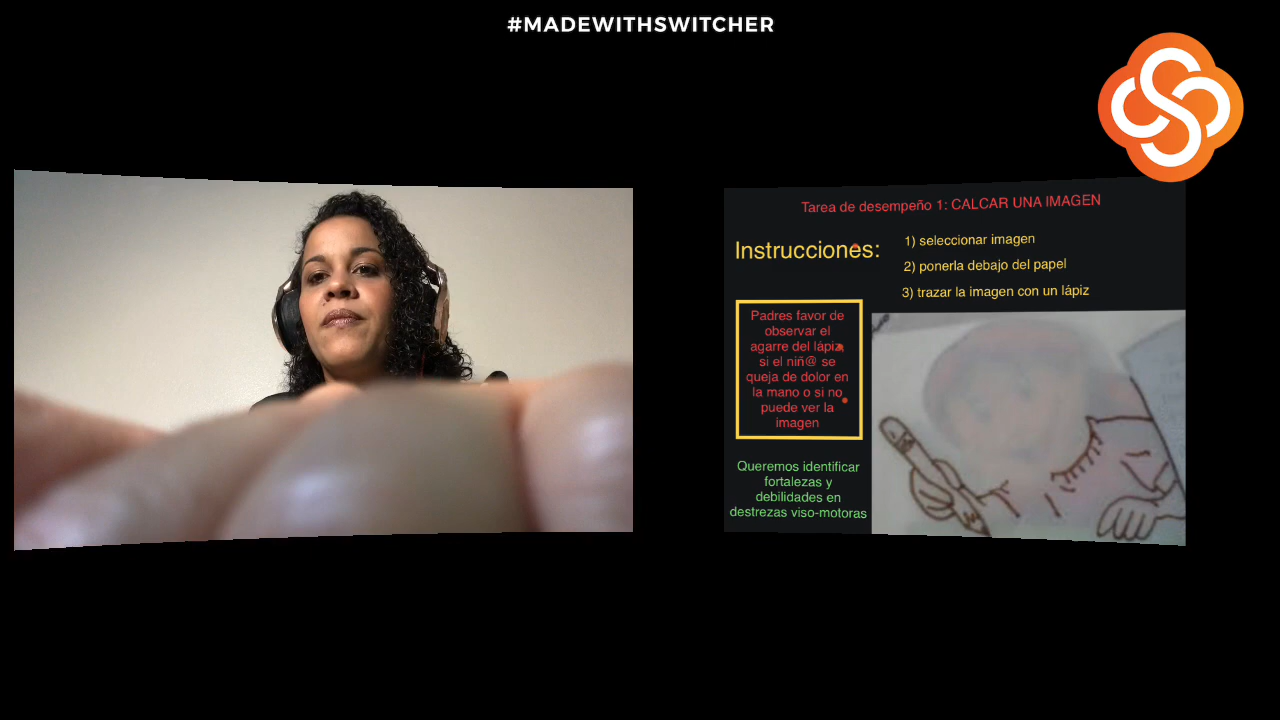 #MADEWITHSWITCHER
Tarea de desempeño 1: CALCAR UNA IMAGEN
Instrucciones:
1) seleccionar imagen
2) ponerla debajo del papel
3) trazar la imagen con un lápiz
Padres favor de
observar el
agarre del lápiz,
si el niñ@ se
queja de dolor en
la mano o si no
puede ver la
imagen
Queremos identificar
fortalezas y
debilidades en
destrezas viso-motoras